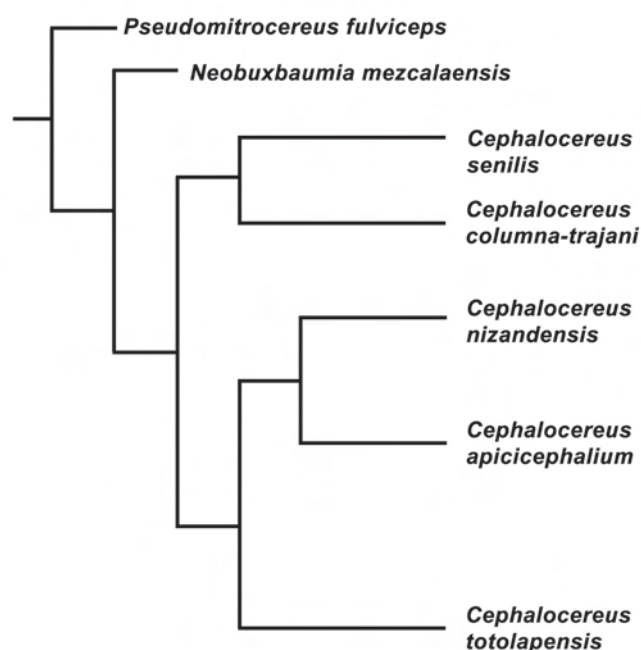 Pseudomitrocereus fulviceps
Neobuxbaumia mezcalaensis
Cephalocereus
senilis
Cephalocereus
columna-trajani
Cephalocereus
nizandensis
Cephalocereus
apicicephalium
Cephalocereus
totolapensis